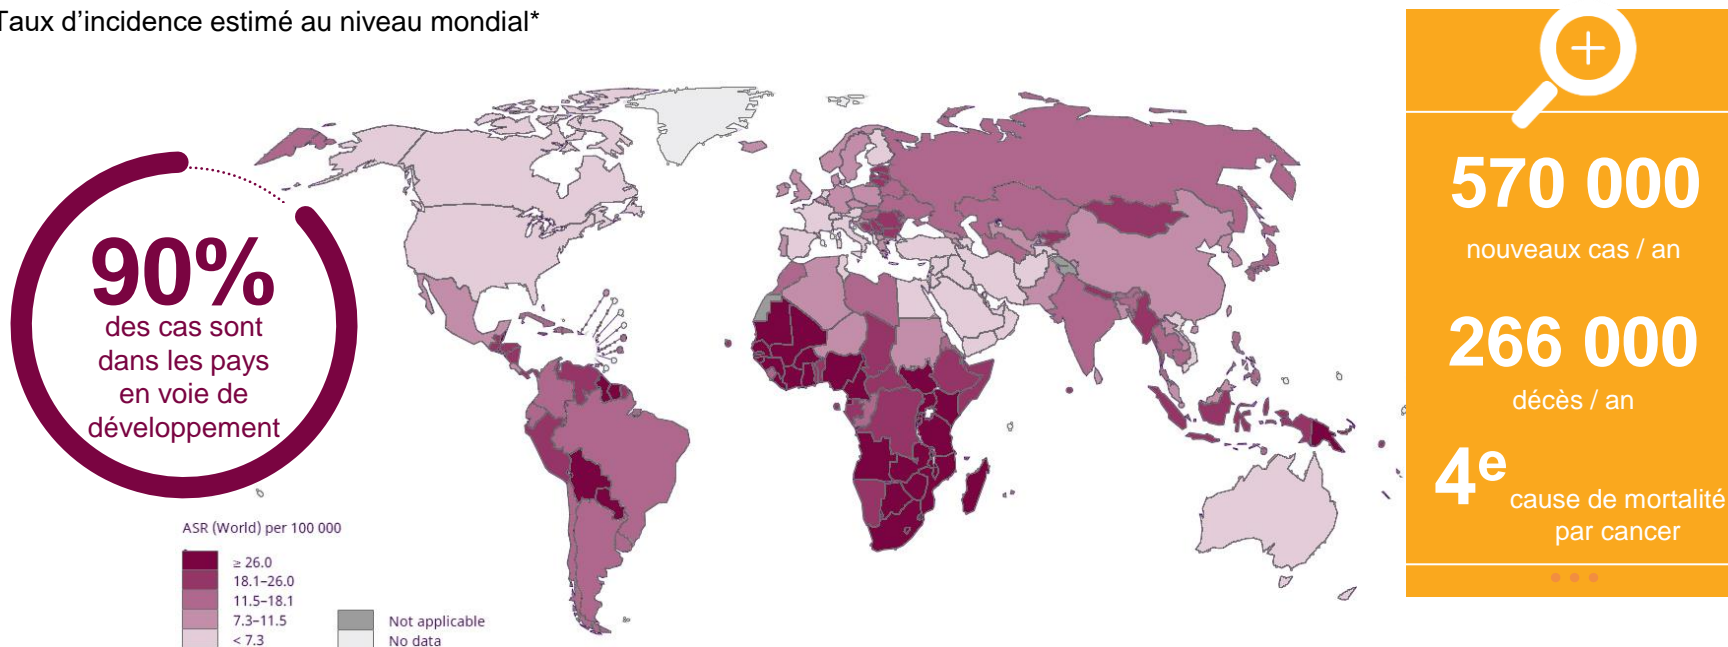 Taux d’incidence estimé au niveau mondial*
90%
des cas sont
dans les pays
en voie de
développement
ASR (World) per 100 000
≥ 26.0
18.1–26.0
11.5–18.1
7.3–11.5
< 7.3
Not applicable
No data
570 000
nouveaux cas / an
266 000
décès / an
4e cause de mortalité
par cancer